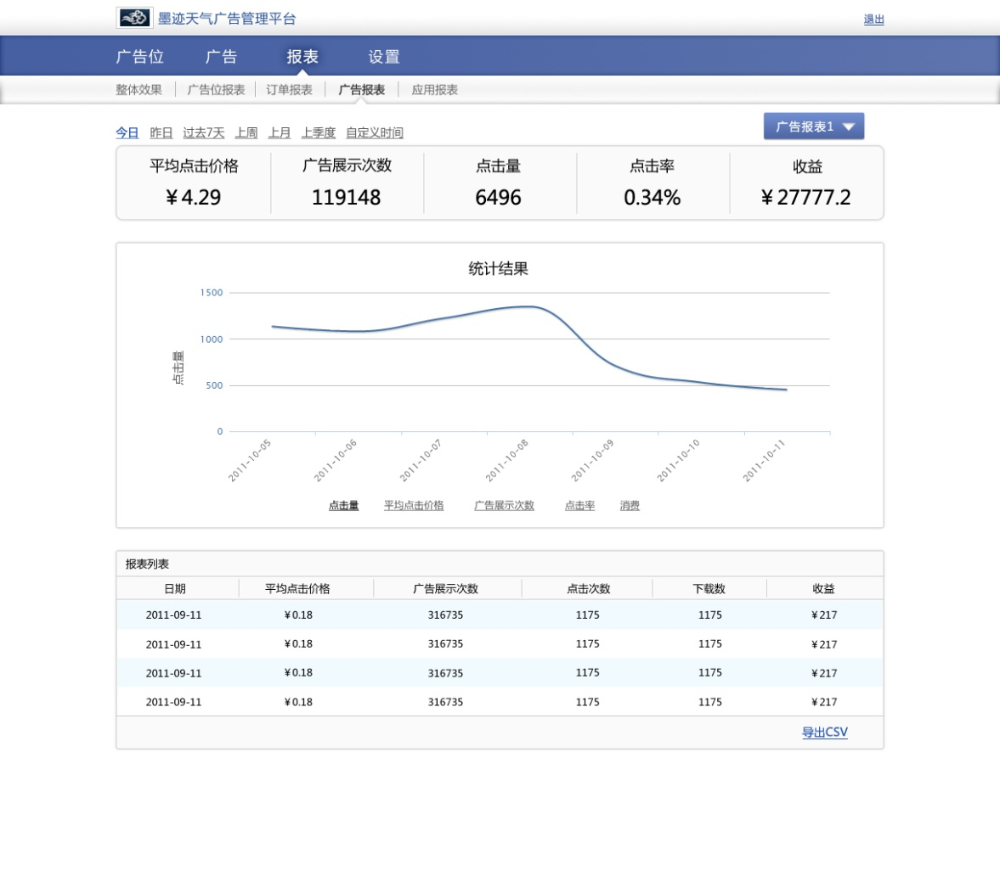 墨迹天气广告管理平台
退出
广告位 广告 报表 设置
整体效果 广告位报表 订单报表 广告报表 应用报表
今日 昨日 过去7天 上周 上月 上季度 自定义时间
广告报表1
平均点击价格 广告展示次数 点击量 点击率 收益
¥4.29 119148 6496 0.34% ¥27777.2
统计结果
1500
1000
500
0
点击量
2011-10-05 2011-10-06 2011-10-07 2011-10-08 2011-10-09 2011-10-10 2011-10-11
点击量 平均点击价格 广告展示次数 点击率 消费
报表列表
日期 平均点击价格 广告展示次数 点击次数 下载数 收益
2011-09-11 ¥0.18 316735 1175 1175 ¥217
2011-09-11 ¥0.18 316735 1175 1175 ¥217
2011-09-11 ¥0.18 316735 1175 1175 ¥217
2011-09-11 ¥0.18 316735 1175 1175 ¥217
导出CSV